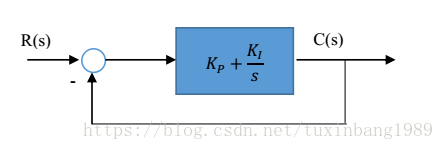 R(s)
C(s)
K_P + K_I/s
-
https://blog.csdn.net/tuxinbang1989